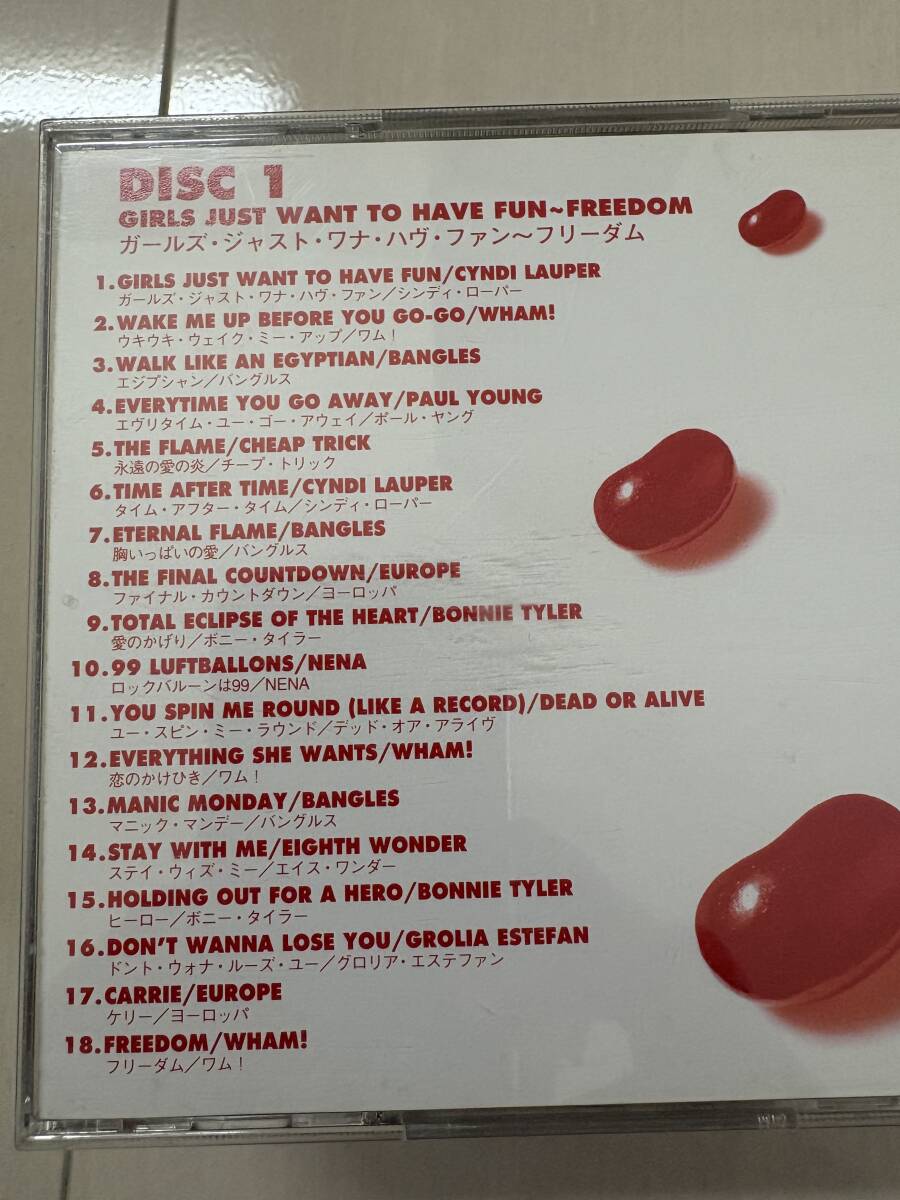 DISC 1
GIRLS JUST WANT TO HAVE FUN~FREEDOM
ガールズ・ジャスト・ワナ・ハヴ・ファン～フリーダム
1.GIRLS JUST WANT TO HAVE FUN/CYNDI LAUPER
ガールズ・ジャスト・ワナ・ハヴ・ファン／シンディ・ローパー
2.WAKE ME UP BEFORE YOU GO-GO/WHAM!
ウキウキ・ウェイク・ミー・アップ／ワム！
3.WALK LIKE AN EGYPTIAN/BANGLES
エジプシャン／バングルス
4.EVERYTIME YOU GO AWAY/PAUL YOUNG
エヴリタイム・ユー・ゴー・アウェイ／ポール・ヤング
5.THE FLAME/CHEAP TRICK
永遠の愛の炎／チープ・トリック
6.TIME AFTER TIME/CYNDI LAUPER
タイム・アフター・タイム／シンディ・ローパー
7.ETERNAL FLAME/BANGLES
胸いっぱいの愛／バングルス
8.THE FINAL COUNTDOWN/EUROPE
ファイナル・カウントダウン／ヨーロッパ
9.TOTAL ECLIPSE OF THE HEART/BONNIE TYLER
愛のかげり／ボニー・タイラー
10.99 LUFTBALLONS/NENA
ロックバルーンは99／NENA
11.YOU SPIN ME ROUND (LIKE A RECORD)/DEAD OR ALIVE
ユー・スピン・ミー・ラウンド／デッド・オア・アライヴ
12.EVERYTHING SHE WANTS/WHAM!
恋のかけひき／ワム！
13.MANIC MONDAY/BANGLES
マニック・マンデー／バングルス
14.STAY WITH ME/EIGHTH WONDER
ステイ・ウィズ・ミー／エイス・ワンダー
15.HOLDING OUT FOR A HERO/BONNIE TYLER
ヒーロー／ボニー・タイラー
16.DON'T WANNA LOSE YOU/GROLIA ESTEFAN
ドント・ウォナ・ルーズ・ユー／グロリア・エステファン
17.CARRIE/EUROPE
ケリー／ヨーロッパ
18.FREEDOM/WHAM!
フリーダム／ワム！